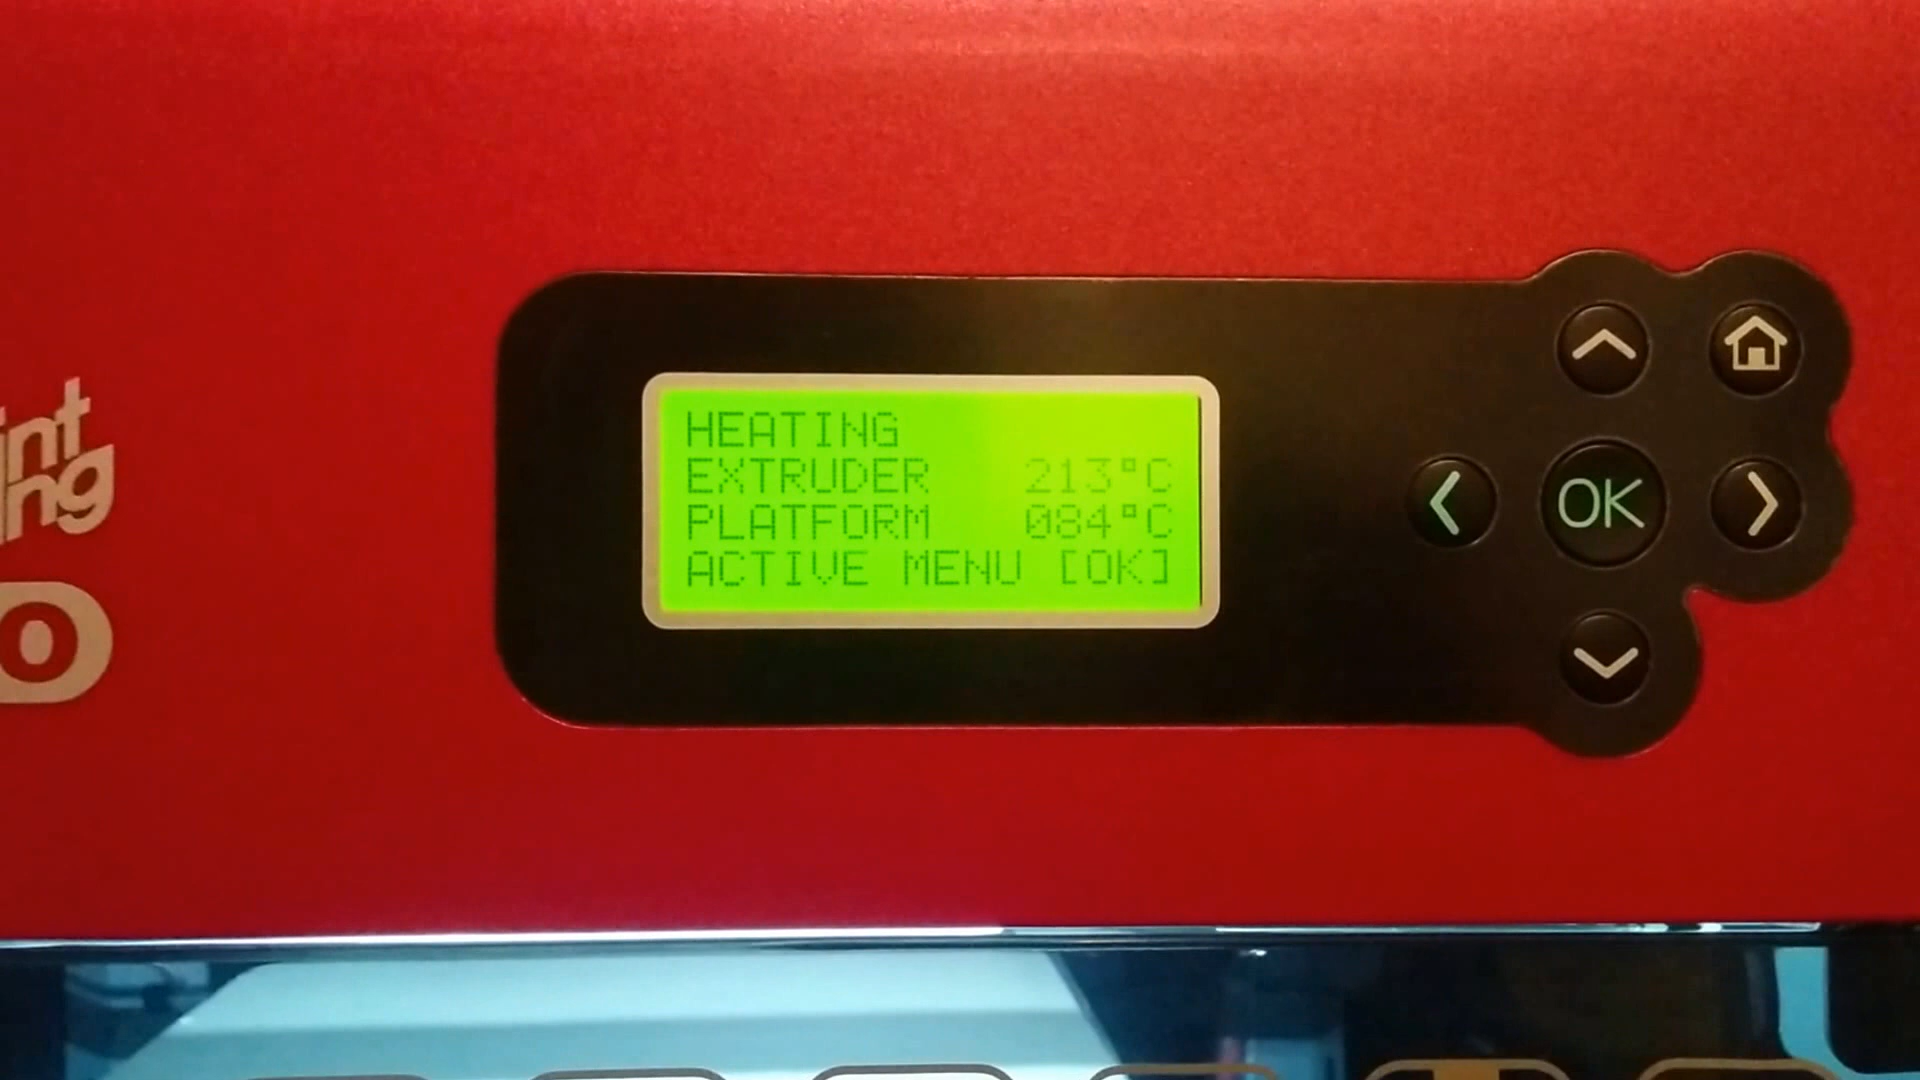 HEATING
EXTRUDER 213°C
PLATFORM 084°C
ACTIVE MENU [OK]
OK